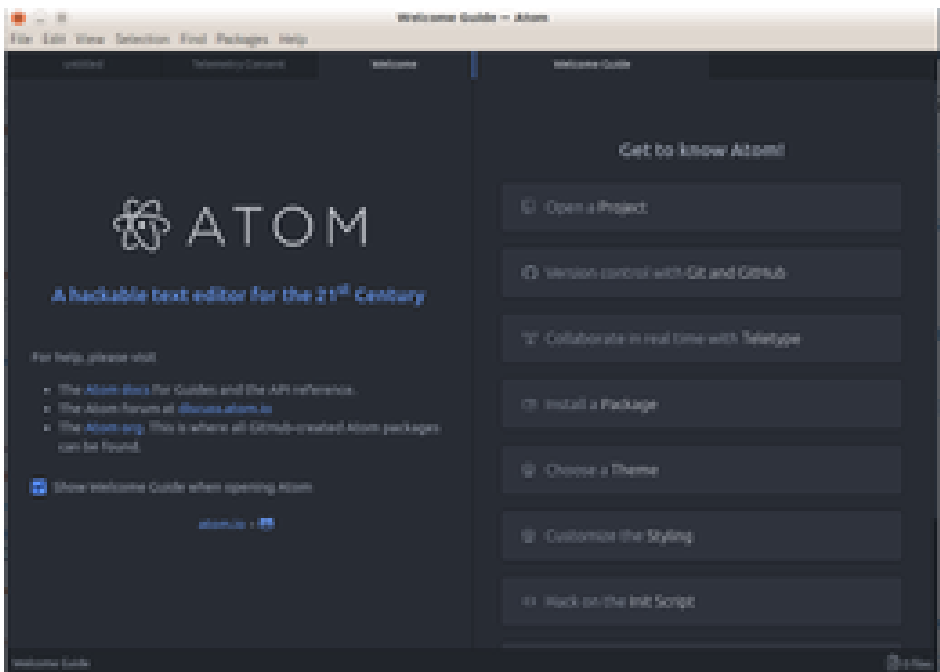 Welcome Guide — Atom
File Edit View Selection Find Packages Help
untitled Telemetry Consent Welcome Welcome Guide
ATOM
A hackable text editor for the 21st Century
For help, please visit
• The Atom docs for Guides and the API reference.
• The Atom forum at discuss.atom.io
• The Atom org. This is where all GitHub-created Atom packages
can be found.
Show Welcome Guide when opening Atom
atom.io ×
Get to know Atom!
Open a Project
Version control with Git and GitHub
Collaborate in real time with Teletype
Install a Package
Choose a Theme
Customize the Styling
Hack on the Init Script
Welcome Guide
0 files